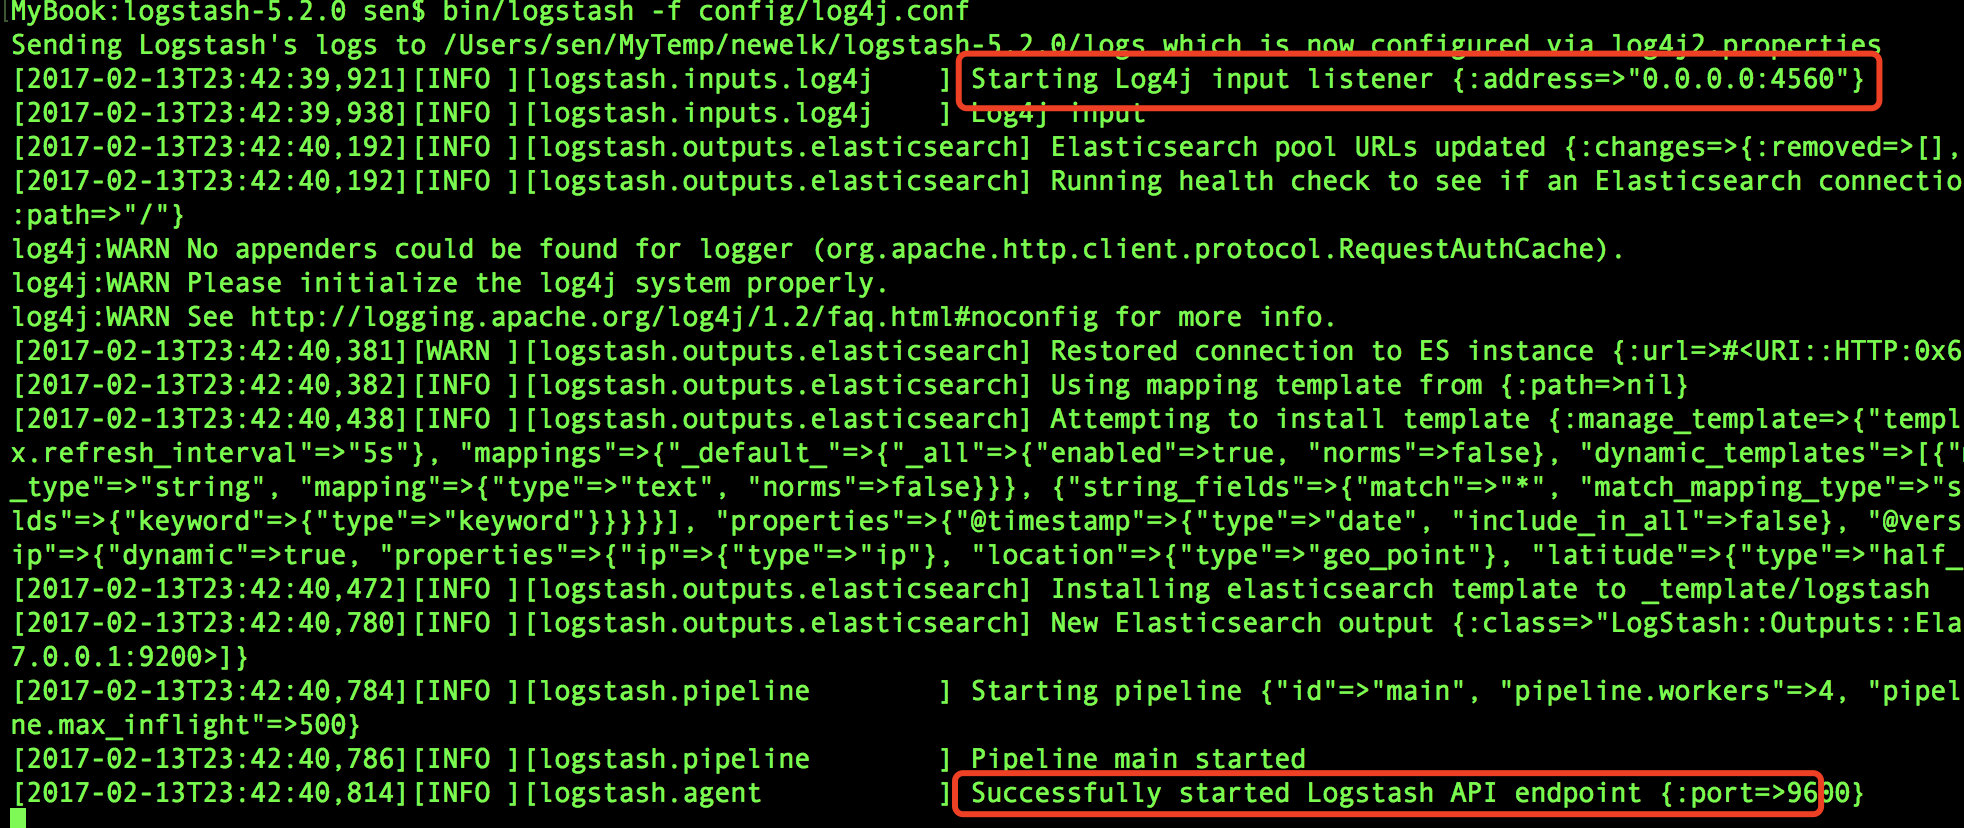 MyBook:logstash-5.2.0 sen$ bin/logstash -f config/log4j.conf
Sending Logstash's logs to /Users/sen/MyTemp/newelk/logstash-5.2.0/logs which is now configured via log4j2.properties
[2017-02-13T23:42:39,921][INFO ][logstash.inputs.log4j    ] Starting Log4j input listener {:address=>"0.0.0.0:4560"}
[2017-02-13T23:42:39,938][INFO ][logstash.inputs.log4j    ] Log4j input
[2017-02-13T23:42:40,192][INFO ][logstash.outputs.elasticsearch] Elasticsearch pool URLs updated {:changes=>{:removed=>[],
[2017-02-13T23:42:40,192][INFO ][logstash.outputs.elasticsearch] Running health check to see if an Elasticsearch connectio
:path=>"/"}
log4j:WARN No appenders could be found for logger (org.apache.http.client.protocol.RequestAuthCache).
log4j:WARN Please initialize the log4j system properly.
log4j:WARN See http://logging.apache.org/log4j/1.2/faq.html#noconfig for more info.
[2017-02-13T23:42:40,381][WARN ][logstash.outputs.elasticsearch] Restored connection to ES instance {:url=>#<URI::HTTP:0x6
[2017-02-13T23:42:40,382][INFO ][logstash.outputs.elasticsearch] Using mapping template from {:path=>nil}
[2017-02-13T23:42:40,438][INFO ][logstash.outputs.elasticsearch] Attempting to install template {:manage_template=>{"templ
x.refresh_interval"=>"5s"}, "mappings"=>{"_default_"=>{"_all"=>{"enabled"=>true, "norms"=>false}, "dynamic_templates"=>[{"
_type"=>"string", "mapping"=>{"type"=>"text", "norms"=>false}}}, {"string_fields"=>{"match"=>"*", "match_mapping_type"=>"s
lds"=>{"keyword"=>{"type"=>"keyword"}}}}}], "properties"=>{"@timestamp"=>{"type"=>"date", "include_in_all"=>false}, "@vers
ip"=>{"dynamic"=>true, "properties"=>{"ip"=>{"type"=>"ip"}, "location"=>{"type"=>"geo_point"}, "latitude"=>{"type"=>"half_
[2017-02-13T23:42:40,472][INFO ][logstash.outputs.elasticsearch] Installing elasticsearch template to _template/logstash
[2017-02-13T23:42:40,780][INFO ][logstash.outputs.elasticsearch] New Elasticsearch output {:class=>"LogStash::Outputs::Ela
7.0.0.1:9200>]}
[2017-02-13T23:42:40,784][INFO ][logstash.pipeline        ] Starting pipeline {"id"=>"main", "pipeline.workers"=>4, "pipel
ne.max_inflight"=>500}
[2017-02-13T23:42:40,786][INFO ][logstash.pipeline        ] Pipeline main started
[2017-02-13T23:42:40,814][INFO ][logstash.agent           ] Successfully started Logstash API endpoint {:port=>9600}